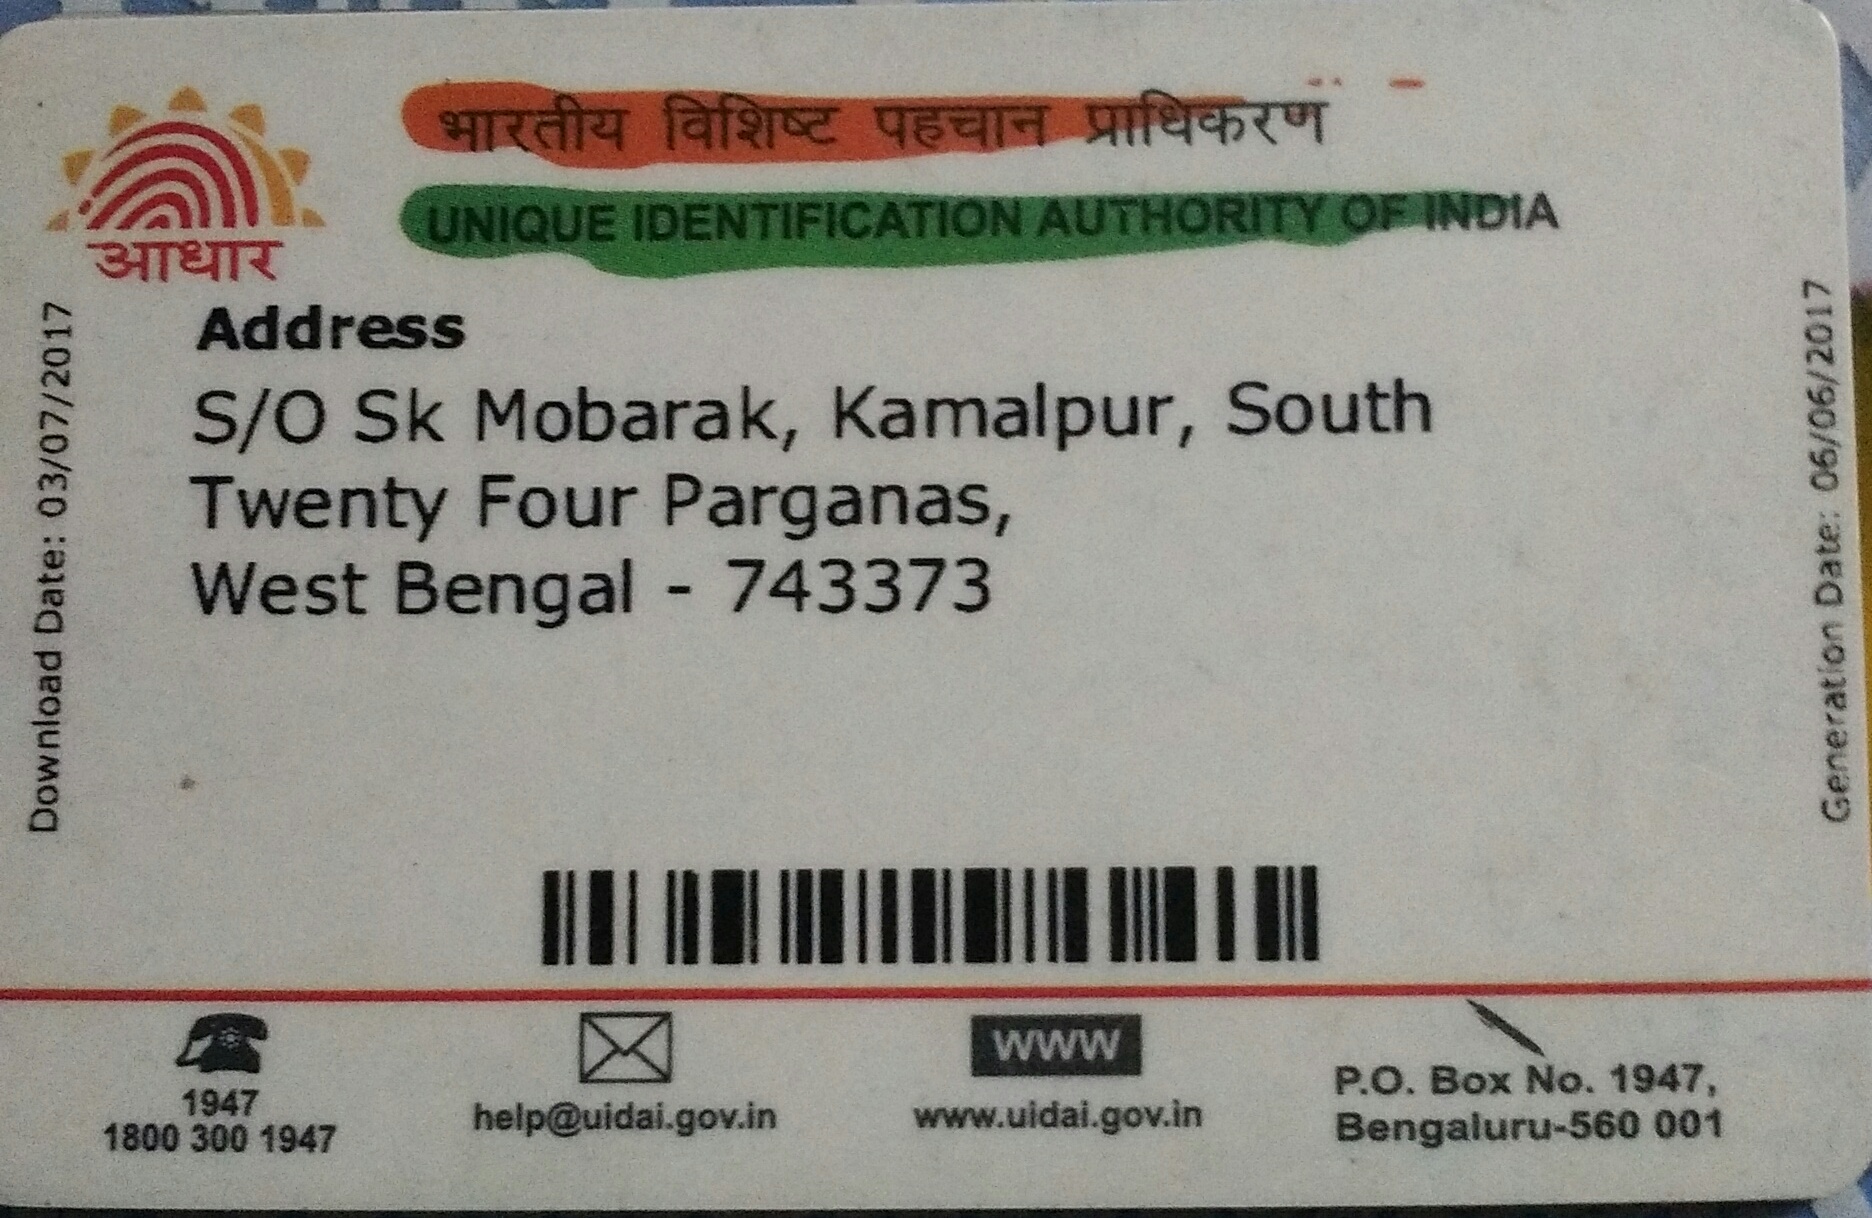 भारतीय विशिष्ट पहचान प्राधिकरण
UNIQUE IDENTIFICATION AUTHORITY OF INDIA
आधार
Address
S/O Sk Mobarak, Kamalpur, South
Twenty Four Parganas,
West Bengal - 743373
Download Date: 03/07/2017
Generation Date: 06/06/2017
1947
1800 300 1947
help@uidai.gov.in
WWW
www.uidai.gov.in
P.O. Box No. 1947,
Bengaluru-560 001